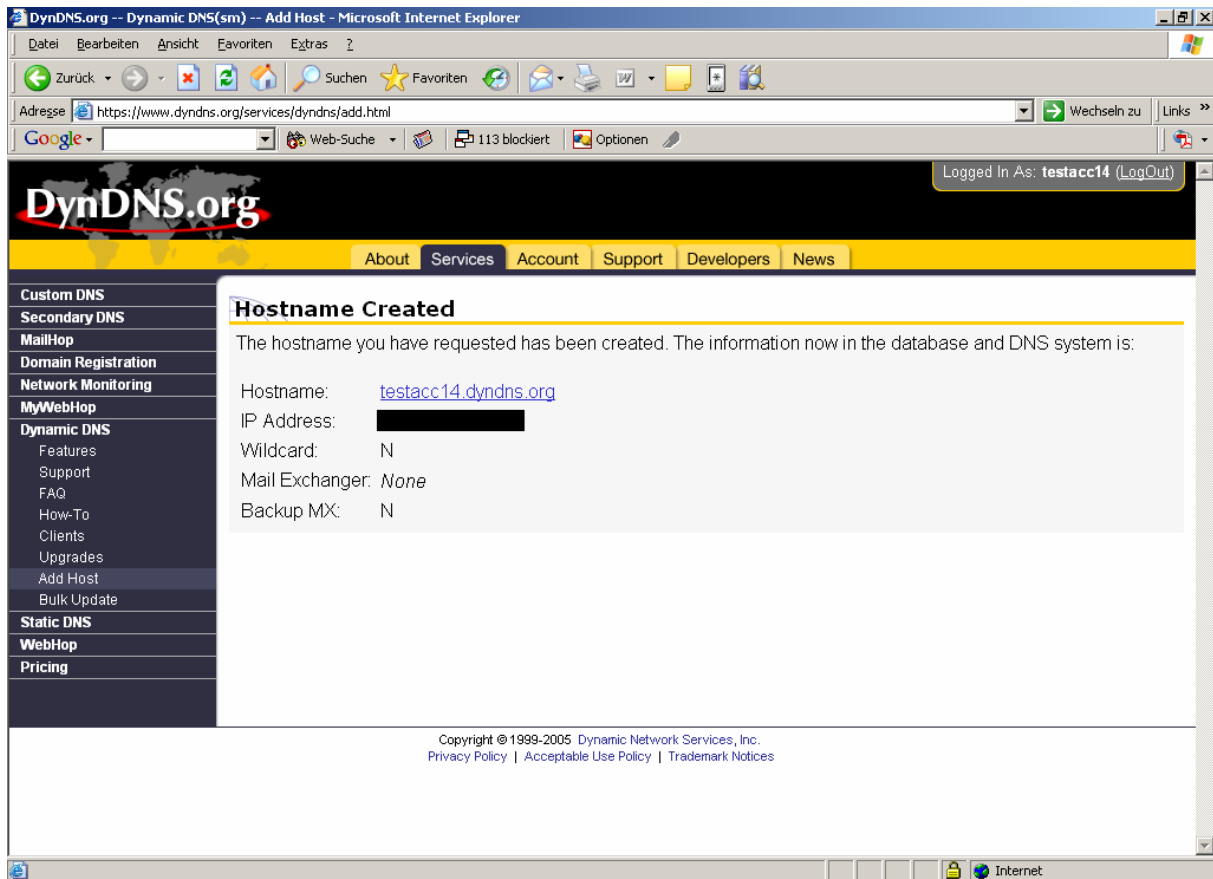 DynDNS.org -- Dynamic DNS(sm) -- Add Host - Microsoft Internet Explorer
Datei Bearbeiten Ansicht Favoriten Extras ?
Zurück Suchen Favoriten
Adresse https://www.dyndns.org/services/dyndns/add.html Wechseln zu Links »
Google Web-Suche 113 blockiert Optionen
Logged In As: testacc14 (LogOut)
DynDNS.org
About Services Account Support Developers News
Custom DNS
Secondary DNS
MailHop
Domain Registration
Network Monitoring
MyWebHop
Dynamic DNS
Features
Support
FAQ
How-To
Clients
Upgrades
Add Host
Bulk Update
Static DNS
WebHop
Pricing
Hostname Created
The hostname you have requested has been created. The information now in the database and DNS system is:
Hostname: testacc14.dyndns.org
IP Address:
Wildcard: N
Mail Exchanger: None
Backup MX: N
Copyright © 1999-2005 Dynamic Network Services, Inc.
Privacy Policy | Acceptable Use Policy | Trademark Notices
Internet